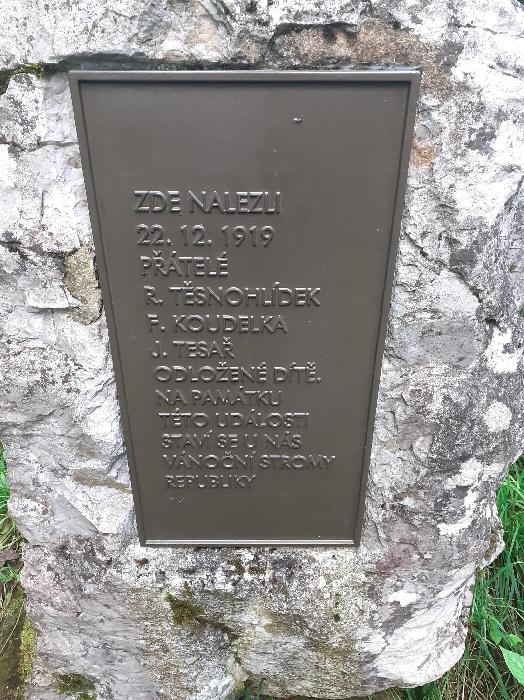 ZDE NALEZLI
22. 12. 1919
PŘÁTELÉ
R. TĚSNOHLÍDEK
F. KOUDELKA
J. TESAŘ
ODLOŽENÉ DÍTĚ.
NA PAMÁTKU
TÉTO UDÁLOSTI
STAVÍ SE U NÁS
VÁNOČNÍ STROMY
REPUBLIKY